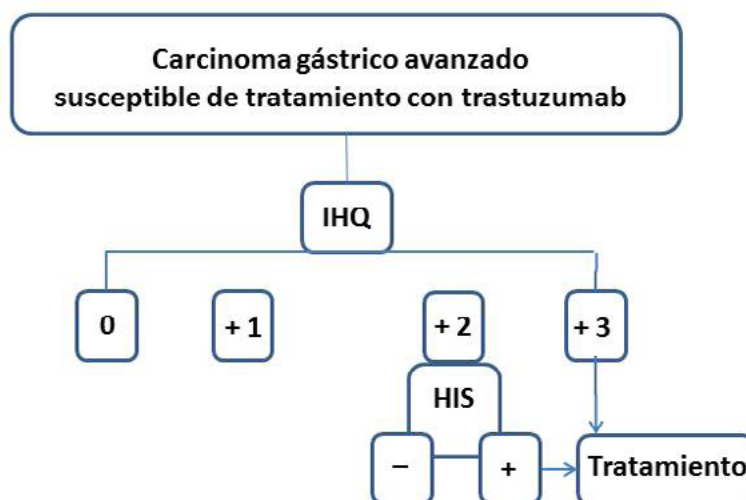 Carcinoma gástrico avanzado
susceptible de tratamiento con trastuzumab
IHQ
0
+ 1
+ 2
+ 3
HIS
–
+
Tratamiento